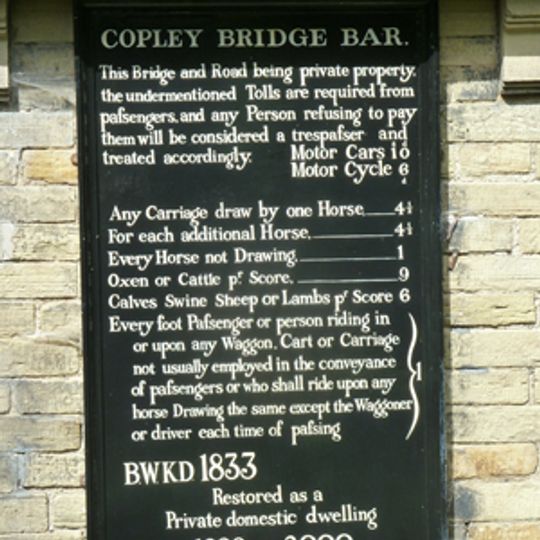 COPLEY BRIDGE BAR.
This Bridge and Road being private property.
the undermentioned Tolls are required from
paſsengers, and any Person refusing to pay
them will be considered a trespaſser and
treated accordingly. Motor Cars 10
Motor Cycle 6
Any Carriage draw by one Horse 4½
For each additional Horse. 4½
Every Horse not Drawing. 1
Oxen or Cattle pr. Score. 9
Calves Swine Sheep or Lambs pr Score 6
Every foot Paſsenger or person riding in
or upon any Waggon, Cart or Carriage
not usually employed in the conveyance
of paſsengers or who shall ride upon any 1
horse Drawing the same except the Waggoner
or driver each time of paſsing
B.W.K.D. 1833
Restored as a
Private domestic dwelling